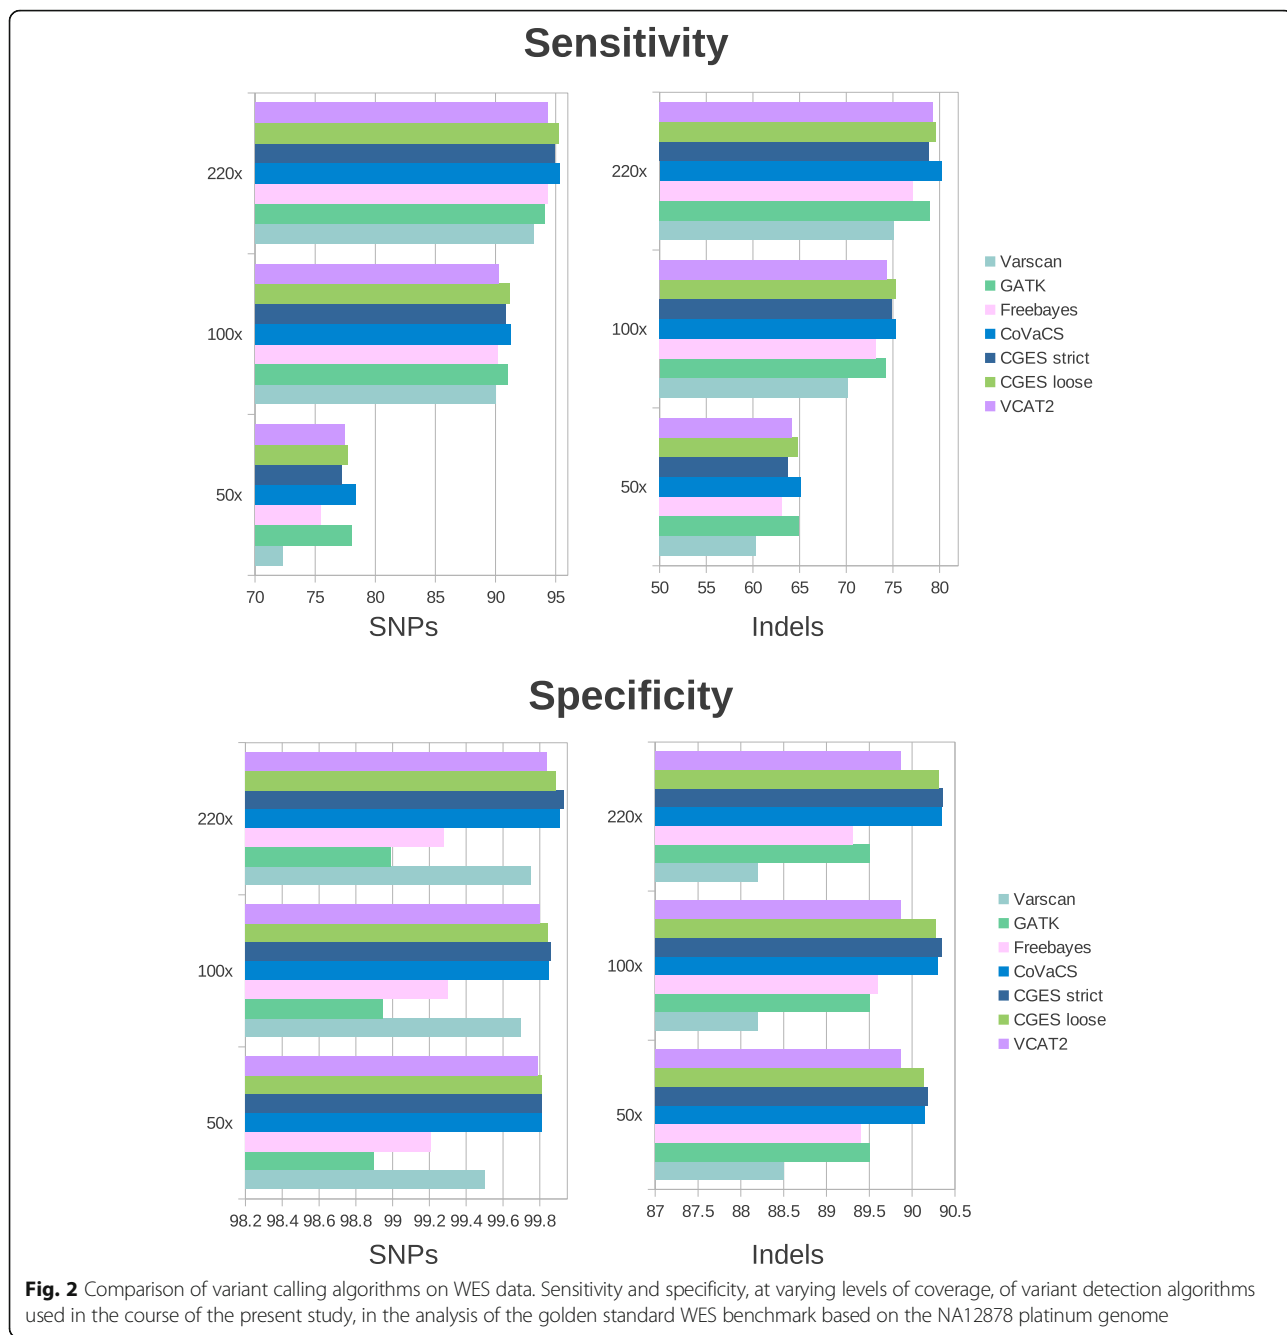 Sensitivity
220x
100x
50x
70 75 80 85 90 95
SNPs
220x
100x
50x
50 55 60 65 70 75 80
Indels
Varscan
GATK
Freebayes
CoVaCS
CGES strict
CGES loose
VCAT2
Specificity
220x
100x
50x
98.2 98.4 98.6 98.8 99 99.2 99.4 99.6 99.8
SNPs
220x
100x
50x
87 87.5 88 88.5 89 89.5 90 90.5
Indels
Varscan
GATK
Freebayes
CoVaCS
CGES strict
CGES loose
VCAT2
Fig. 2 Comparison of variant calling algorithms on WES data. Sensitivity and specificity, at varying levels of coverage, of variant detection algorithms
used in the course of the present study, in the analysis of the golden standard WES benchmark based on the NA12878 platinum genome